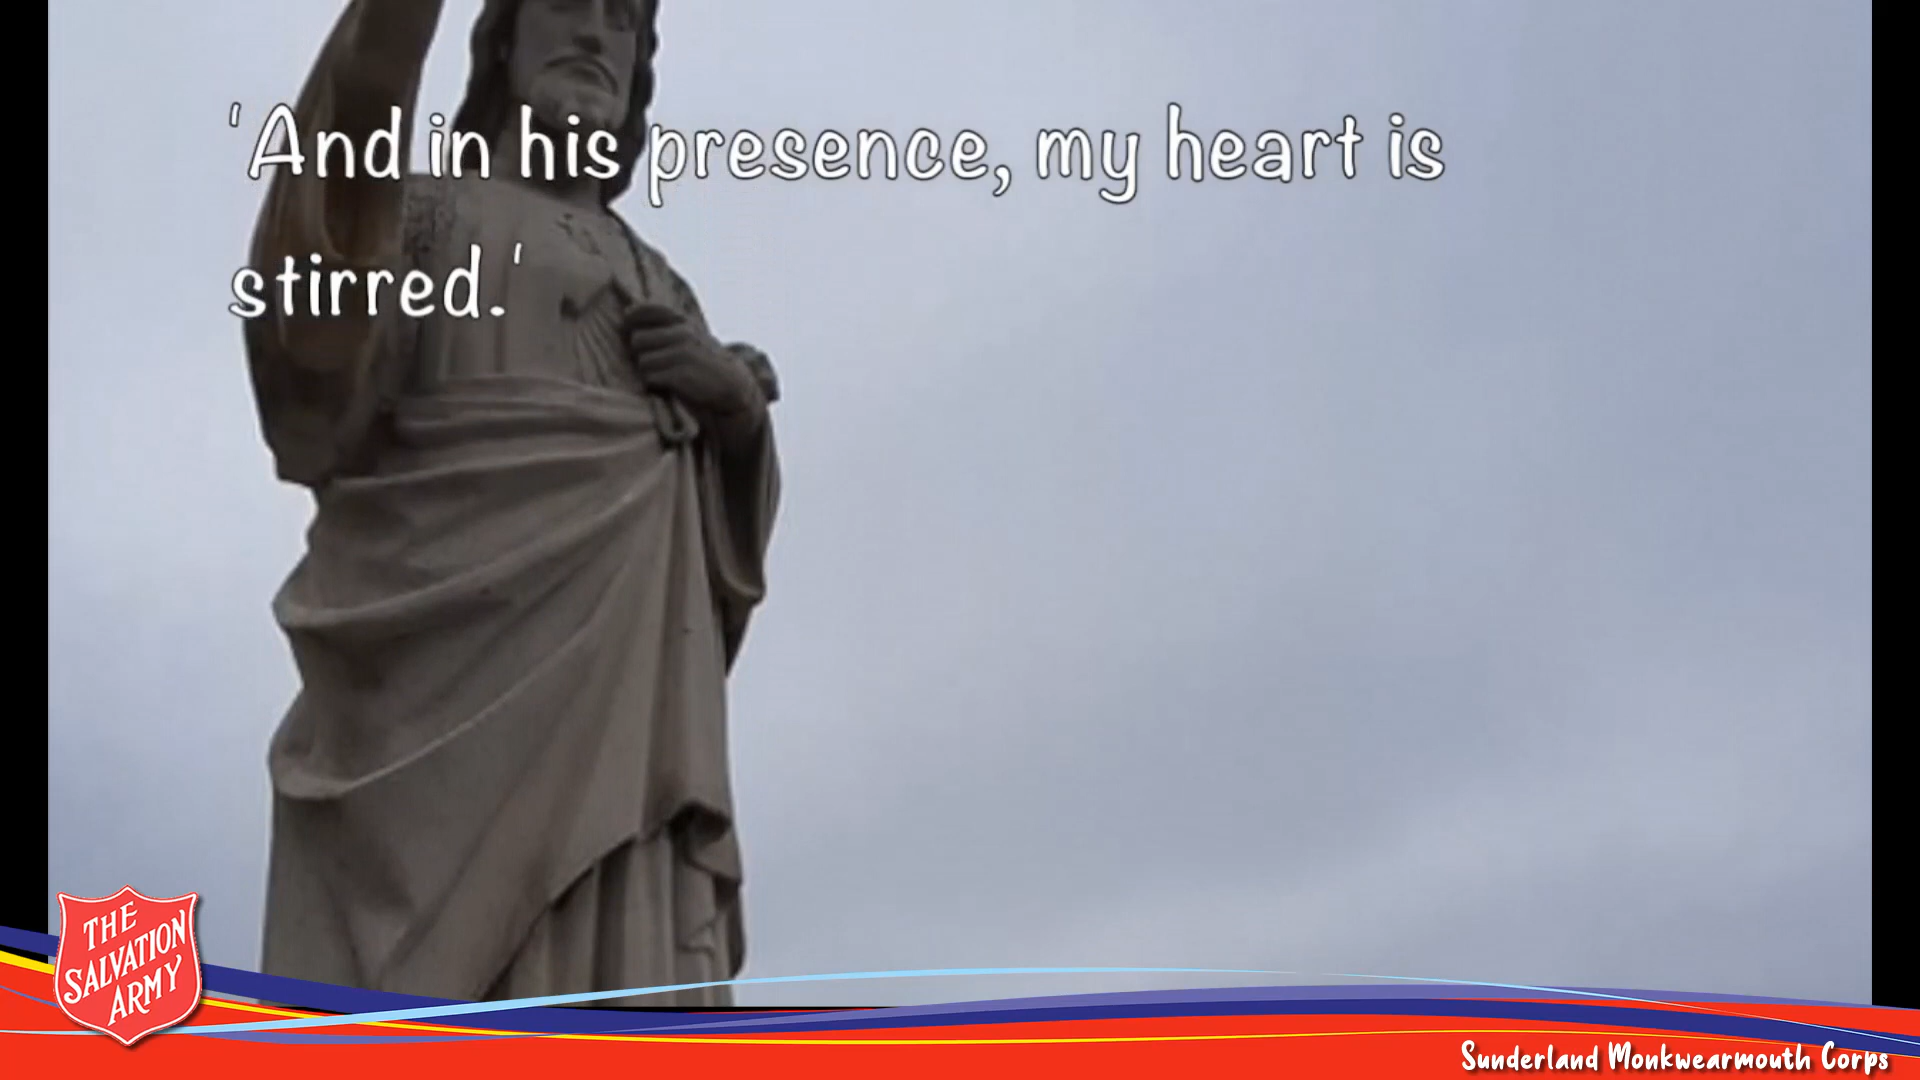 'And in his presence, my heart is
stirred.'
THE
SALVATION
ARMY
Sunderland Monkwearmouth Corps